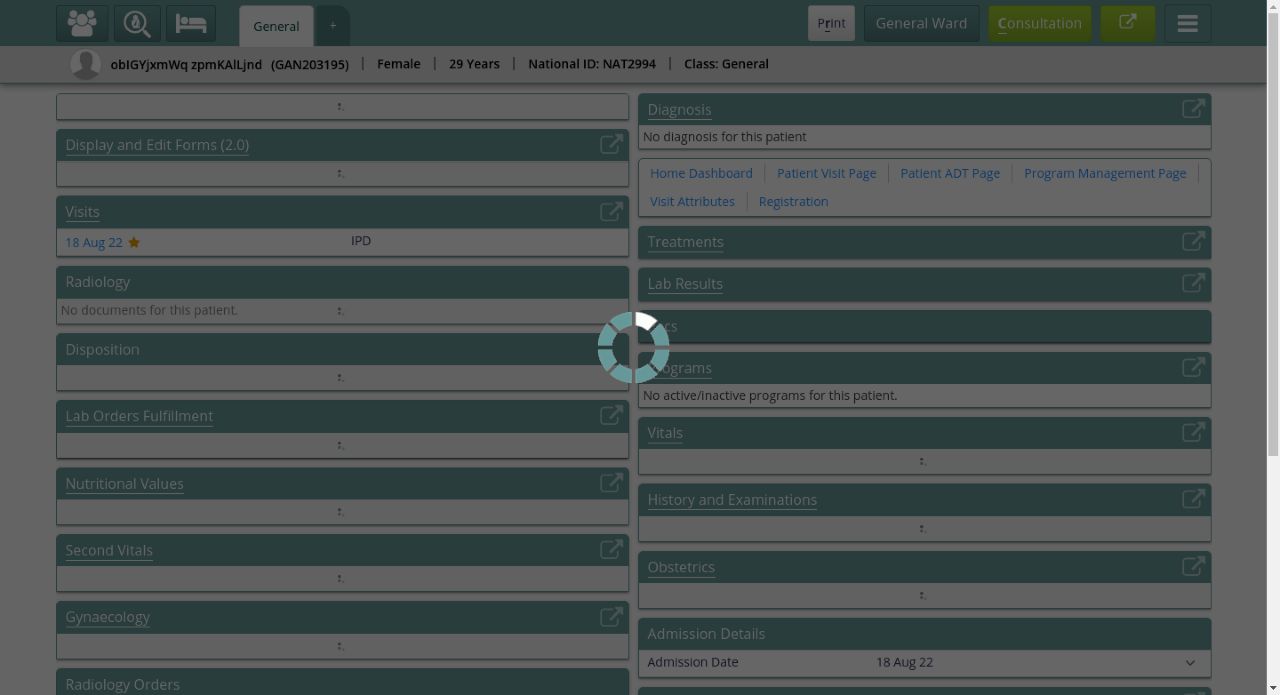 General
+
Print
General Ward
Consultation
obIGYjxmWq zpmKAlLjnd (GAN203195) | Female | 29 Years | National ID: NAT2994 | Class: General
Display and Edit Forms (2.0)
Visits
18 Aug 22 IPD
Radiology
No documents for this patient.
Disposition
Lab Orders Fulfillment
Nutritional Values
Second Vitals
Gynaecology
Radiology Orders
Diagnosis
No diagnosis for this patient
Home Dashboard | Patient Visit Page | Patient ADT Page | Program Management Page |
Visit Attributes | Registration
Treatments
Lab Results
Vitals
No active/inactive programs for this patient.
History and Examinations
Obstetrics
Admission Details
Admission Date 18 Aug 22